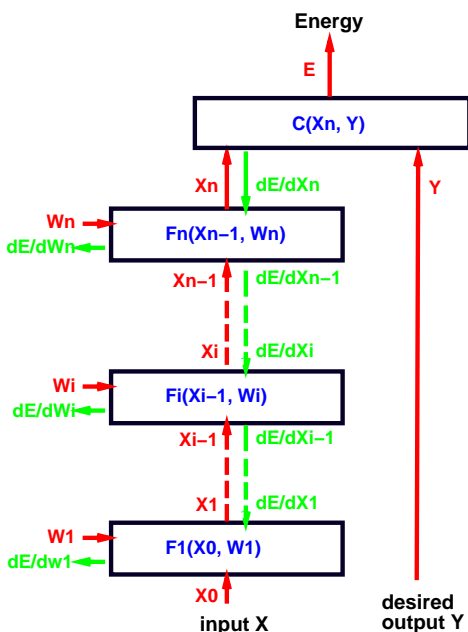 Energy
E
C(Xn, Y)
Xn
dE/dXn
Y
Wn
Fn(Xn−1, Wn)
dE/dWn
Xn−1
dE/dXn−1
Xi
dE/dXi
Wi
Fi(Xi−1, Wi)
dE/dWi
Xi−1
dE/dXi−1
X1
dE/dX1
W1
F1(X0, W1)
dE/dw1
X0
input X
desired
output Y